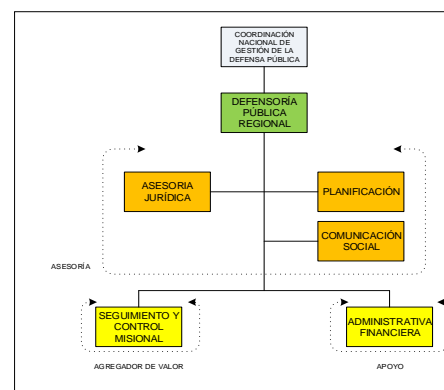 COORDINACIÓN
NACIONAL DE
GESTIÓN DE LA
DEFENSA PÚBLICA
DEFENSORÍA
PÚBLICA
REGIONAL
ASESORIA
JURÍDICA
PLANIFICACIÓN
COMUNICACIÓN
SOCIAL
ASESORÍA
SEGUIMIENTO Y
CONTROL
MISIONAL
ADMINISTRATIVA
FINANCIERA
AGREGADOR DE VALOR
APOYO